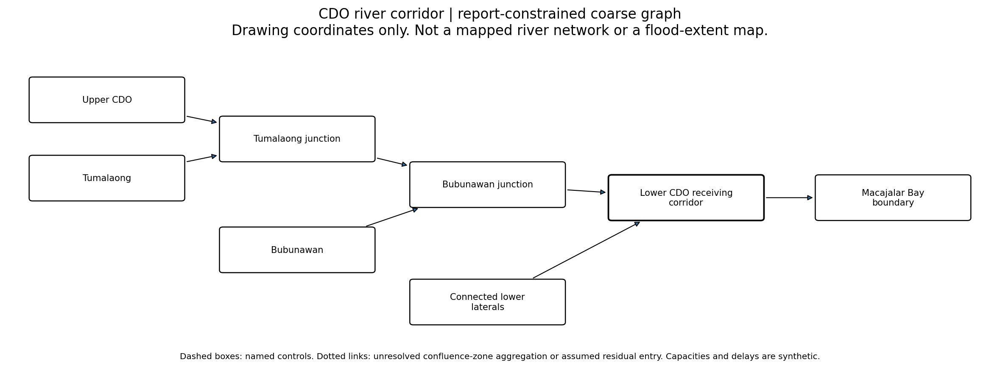 CDO river corridor | report-constrained coarse graph
Drawing coordinates only. Not a mapped river network or a flood-extent map.
Upper CDO
Tumalaong junction
Tumalaong
Bubunawan junction
Lower CDO receiving
corridor
Macajalar Bay
boundary
Bubunawan
Connected lower
laterals
Dashed boxes: named controls. Dotted links: unresolved confluence-zone aggregation or assumed residual entry. Capacities and delays are synthetic.